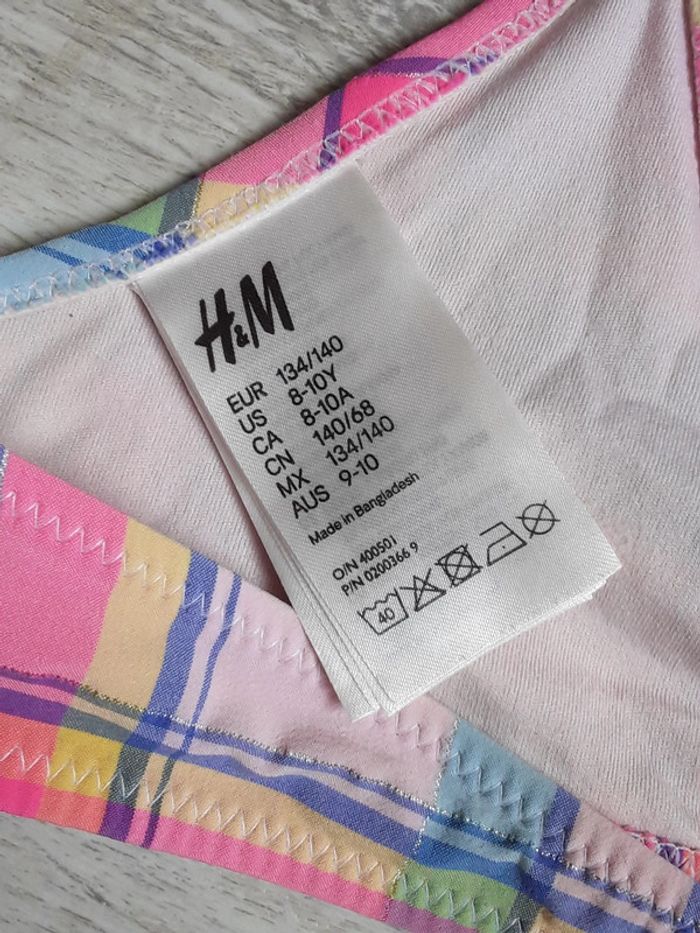 H&M
EUR 134/140
US 8-10Y
CA 8-10A
CN 140/68
MX 134/140
AUS 9-10
Made in Bangladesh
O/N 400501
P/N 0200366 9
40